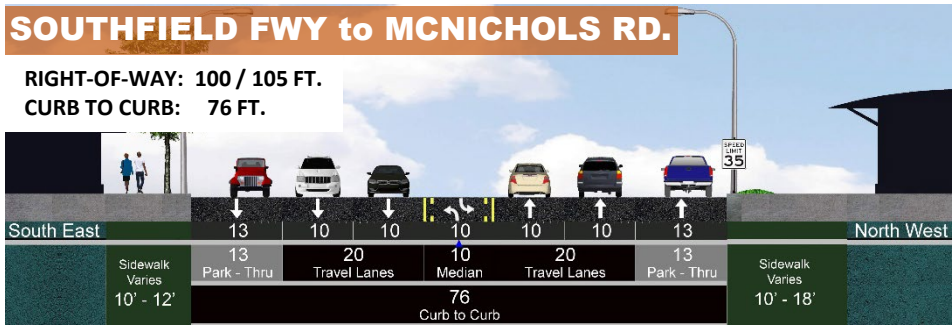 SOUTHFIELD FWY to MCNICHOLS RD.
RIGHT-OF-WAY: 100 / 105 FT.
CURB TO CURB: 76 FT.
SPEED
LIMIT
35
South East 13 10 10 10 10 10 13 North West
13 20 10 20 13
Park - Thru Travel Lanes Median Travel Lanes Park - Thru
Sidewalk
Varies
10' - 12'
Sidewalk
Varies
10' - 18'
76
Curb to Curb